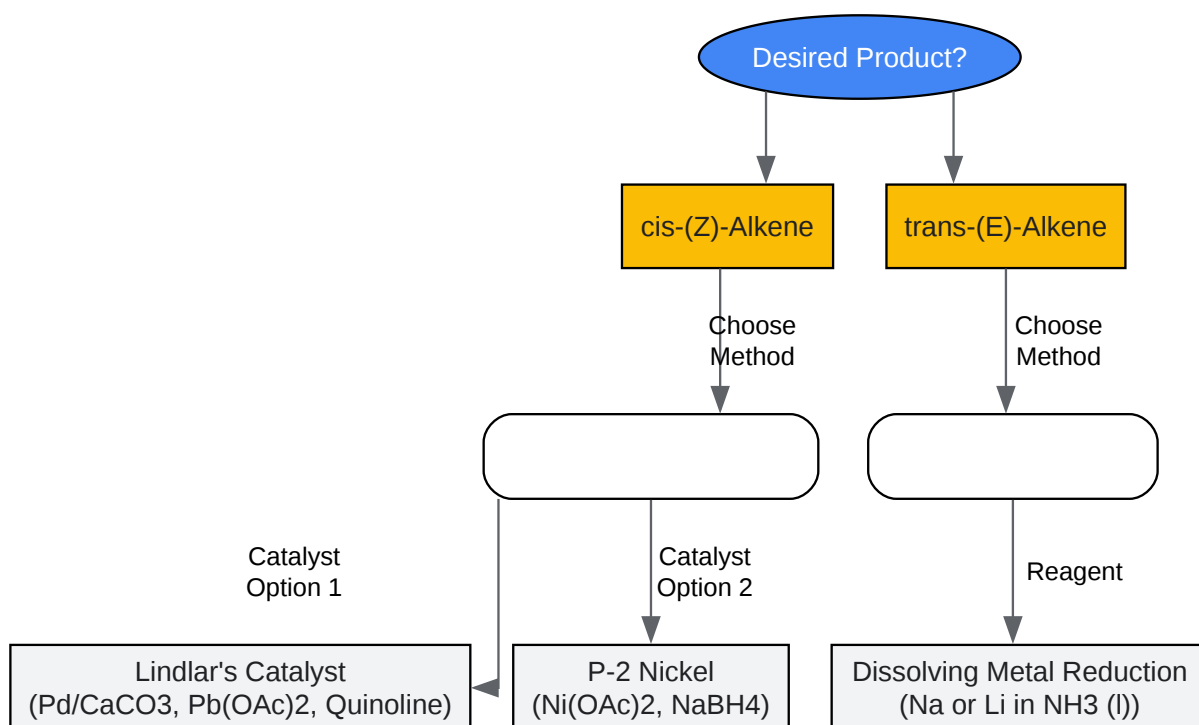 Desired Product?
cis-(Z)-Alkene
trans-(E)-Alkene
Choose
Method
Choose
Method
Catalyst
Option 1
Catalyst
Option 2
Reagent
Lindlar's Catalyst
(Pd/CaCO3, Pb(OAc)2, Quinoline)
P-2 Nickel
(Ni(OAc)2, NaBH4)
Dissolving Metal Reduction
(Na or Li in NH3 (l))